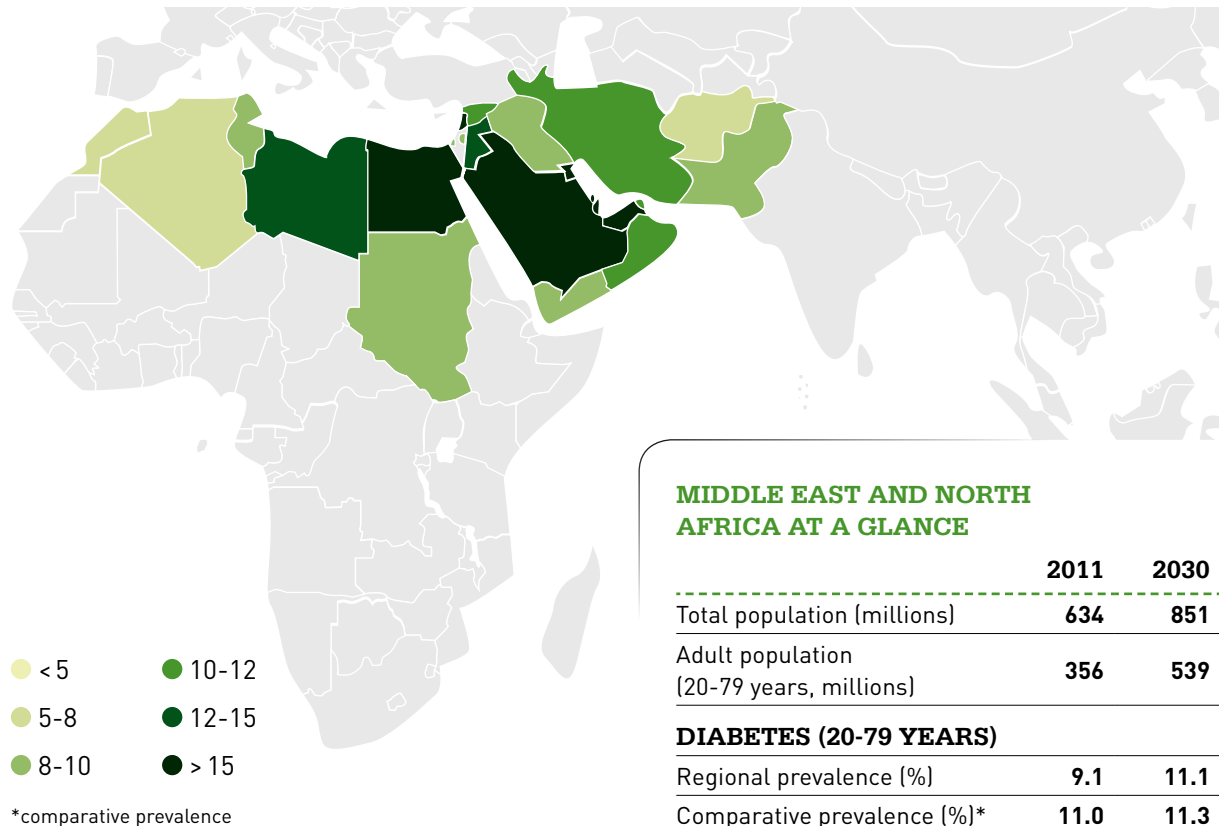 MIDDLE EAST AND NORTH
AFRICA AT A GLANCE
2011 2030
Total population (millions) 634 851
Adult population
(20-79 years, millions) 356 539
DIABETES (20-79 YEARS)
Regional prevalence (%) 9.1 11.1
Comparative prevalence (%)* 11.0 11.3
< 5 10-12
5-8 12-15
8-10 > 15
*comparative prevalence